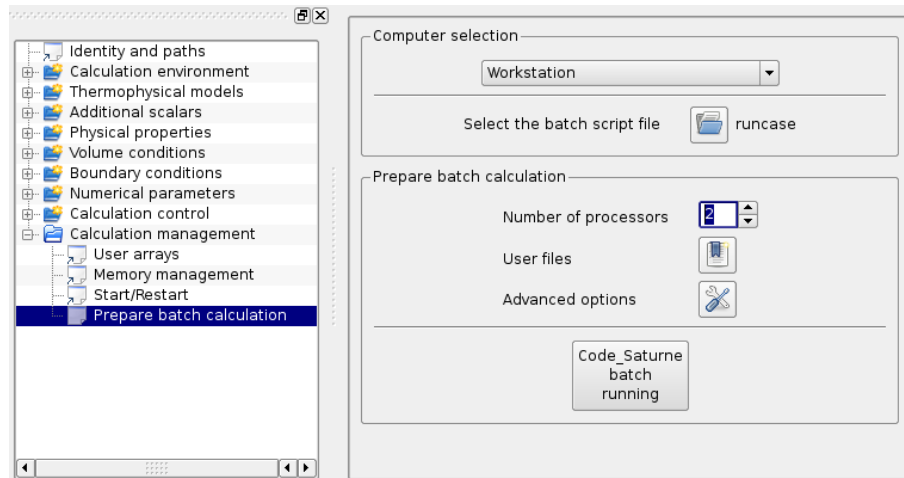 Identity and paths
Calculation environment
Thermophysical models
Additional scalars
Physical properties
Volume conditions
Boundary conditions
Numerical parameters
Calculation control
Calculation management
User arrays
Memory management
Start/Restart
Prepare batch calculation
Computer selection
Workstation
Select the batch script file runcase
Prepare batch calculation
Number of processors 2
User files
Advanced options
Code_Saturne
batch
running